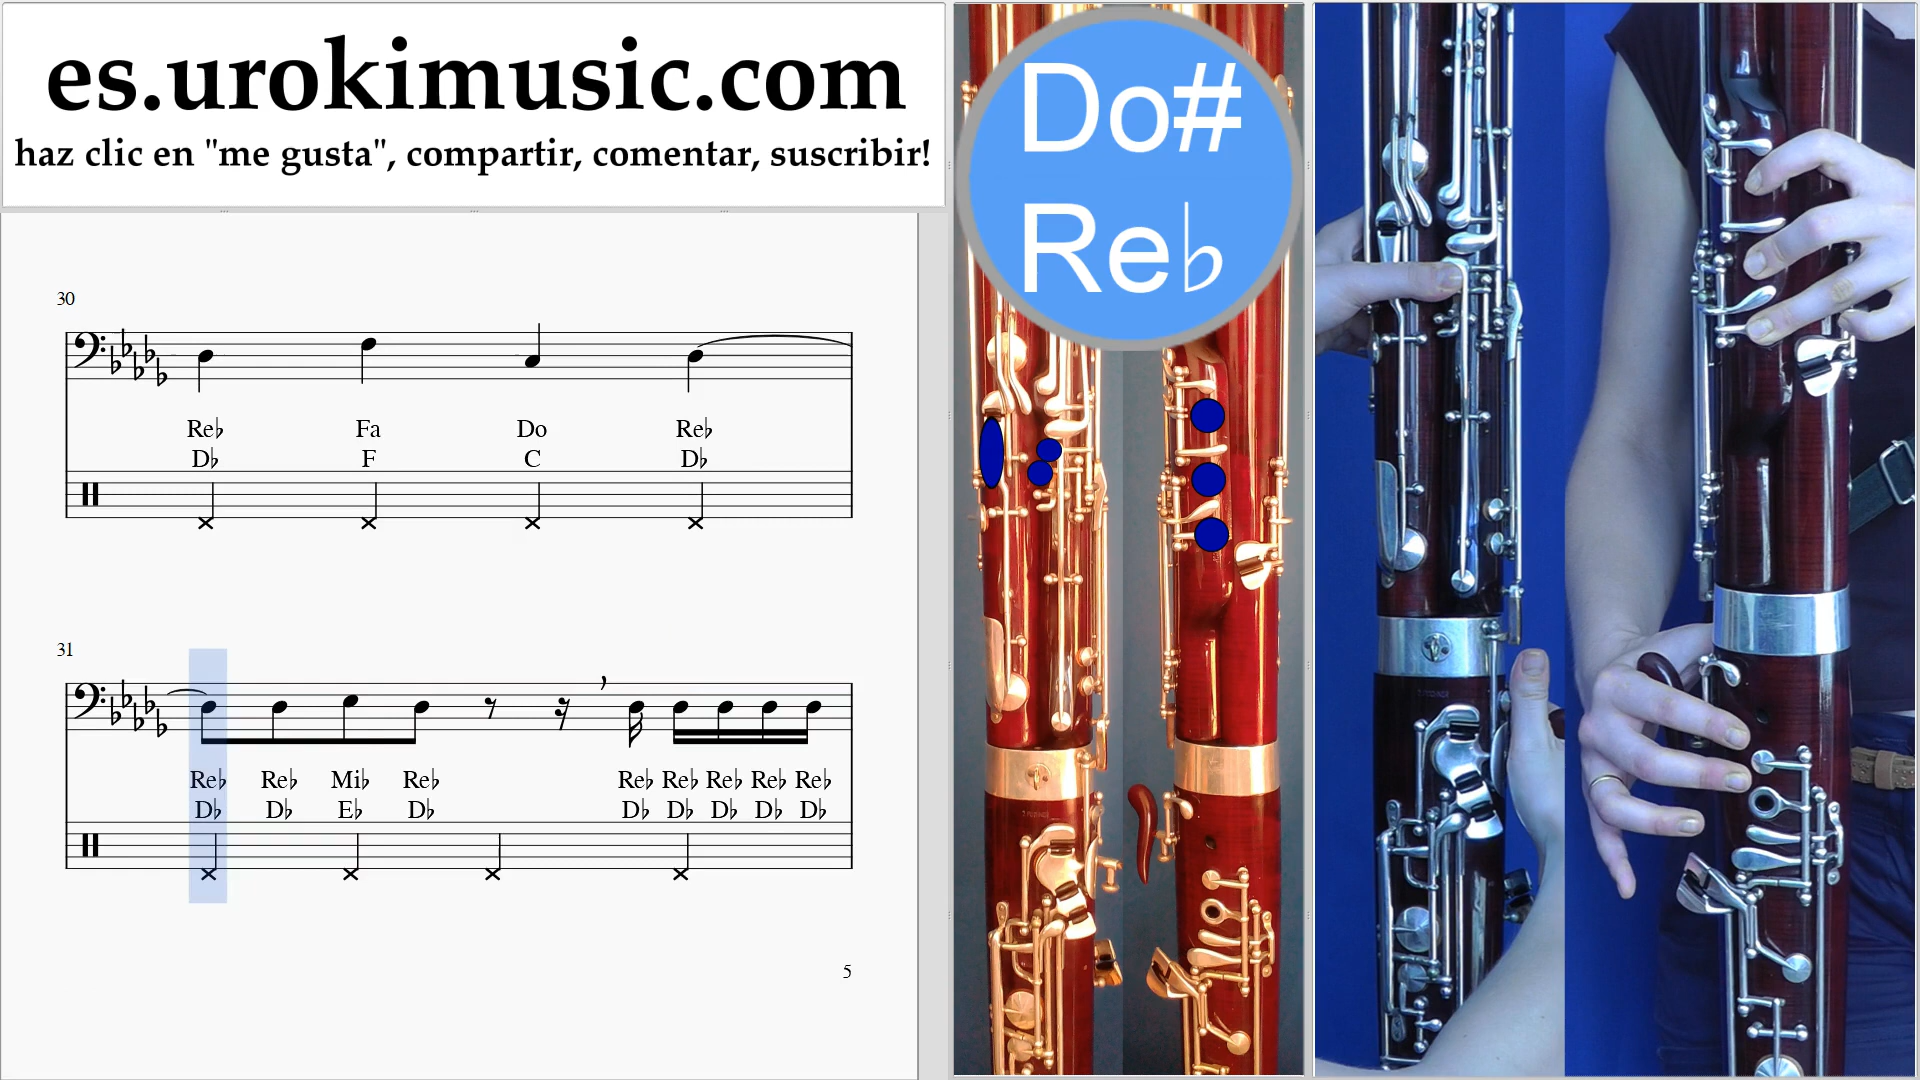 es.urokimusic.com
haz clic en "me gusta", compartir, comentar, suscribir!
Do#
Re♭
30
Re♭ Fa Do Re♭
D♭ F C D♭
31
Re♭ Re♭ Mi♭ Re♭ Re♭ Re♭ Re♭ Re♭ Re♭
D♭ D♭ E♭ D♭ D♭ D♭ D♭ D♭ D♭
5